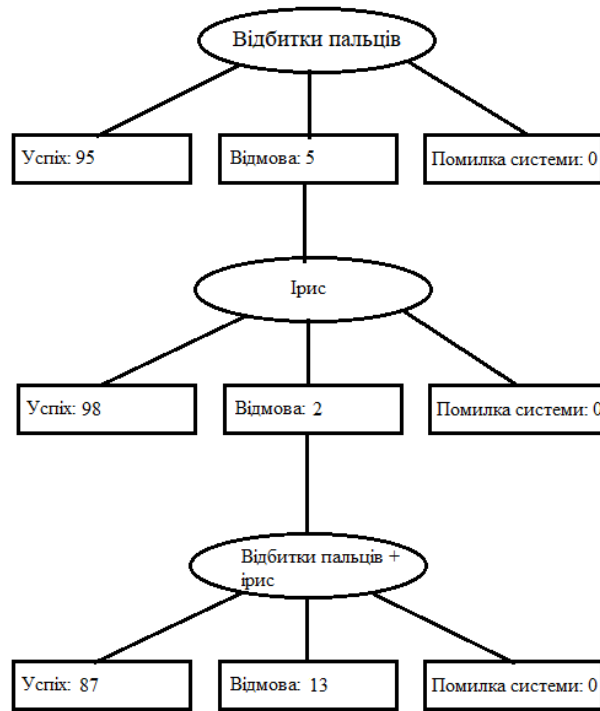 Відбитки пальців
Успіх: 95
Відмова: 5
Помилка системи: 0
Ірис
Успіх: 98
Відмова: 2
Помилка системи: 0
Відбитки пальців +
ірис
Успіх: 87
Відмова: 13
Помилка системи: 0